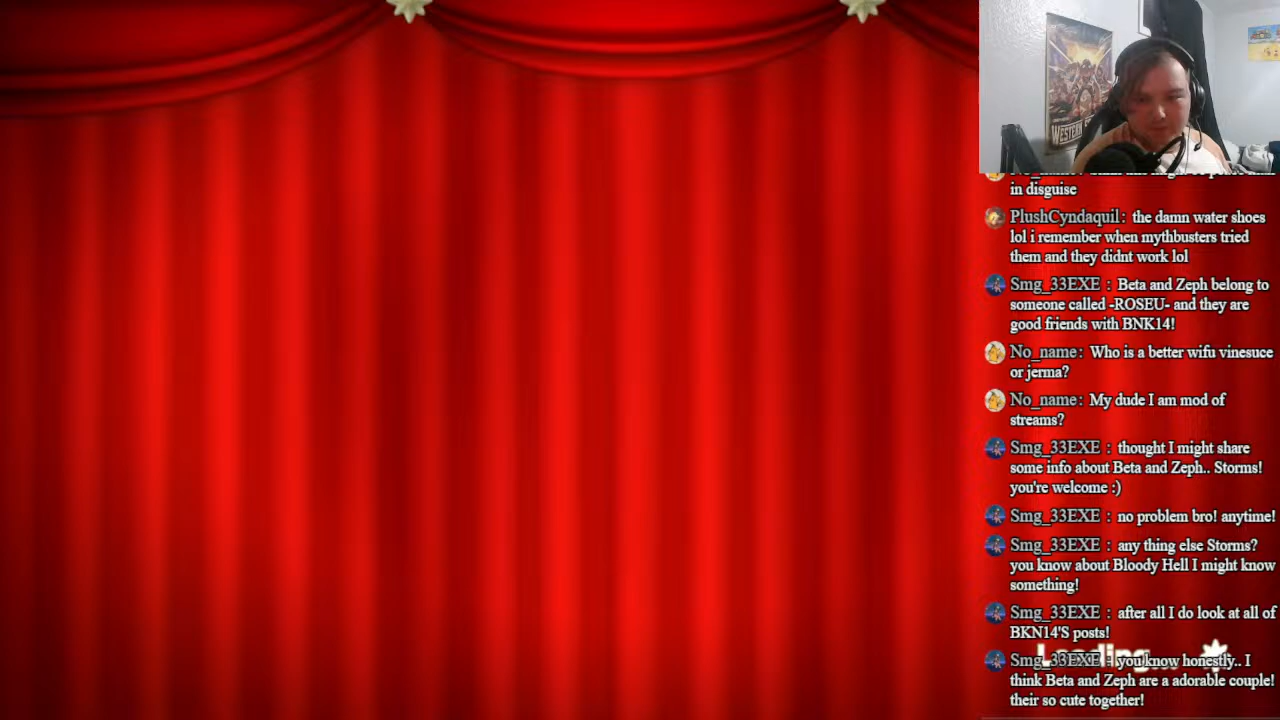 WESTERN
in disguise
PlushCyndaquil: the damn water shoes
lol i remember when mythbusters tried
them and they didnt work lol
Smg_33EXE : Beta and Zeph belong to
someone called -ROSEU- and they are
good friends with BNK14!
No_name: Who is a better wifu vinesuce
or jerma?
No_name: My dude I am mod of
streams?
Smg_33EXE : thought I might share
some info about Beta and Zeph.. Storms!
you're welcome :)
Smg_33EXE : no problem bro! anytime!
Smg_33EXE : any thing else Storms?
you know about Bloody Hell I might know
something!
Smg_33EXE : after all I do look at all of
BKN14'S posts!
Loading...
Smg_33EXE : you know honestly.. I
think Beta and Zeph are a adorable couple!
their so cute together!